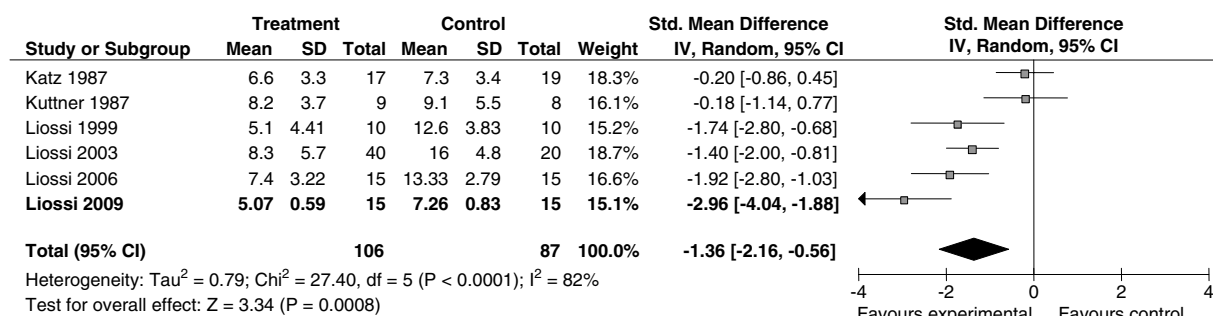 Treatment Control Std. Mean Difference Std. Mean Difference
Study or Subgroup Mean SD Total Mean SD Total Weight IV, Random, 95% CI IV, Random, 95% CI
Katz 1987 6.6 3.3 17 7.3 3.4 19 18.3% -0.20 [-0.86, 0.45]
Kuttner 1987 8.2 3.7 9 9.1 5.5 8 16.1% -0.18 [-1.14, 0.77]
Liossi 1999 5.1 4.41 10 12.6 3.83 10 15.2% -1.74 [-2.80, -0.68]
Liossi 2003 8.3 5.7 40 16 4.8 20 18.7% -1.40 [-2.00, -0.81]
Liossi 2006 7.4 3.22 15 13.33 2.79 15 16.6% -1.92 [-2.80, -1.03]
Liossi 2009 5.07 0.59 15 7.26 0.83 15 15.1% -2.96 [-4.04, -1.88]
Total (95% CI) 106 87 100.0% -1.36 [-2.16, -0.56]
Heterogeneity: Tau² = 0.79; Chi² = 27.40, df = 5 (P < 0.0001); I² = 82%
Test for overall effect: Z = 3.34 (P = 0.0008)
-4 -2 0 2 4
Favours experimental Favours control